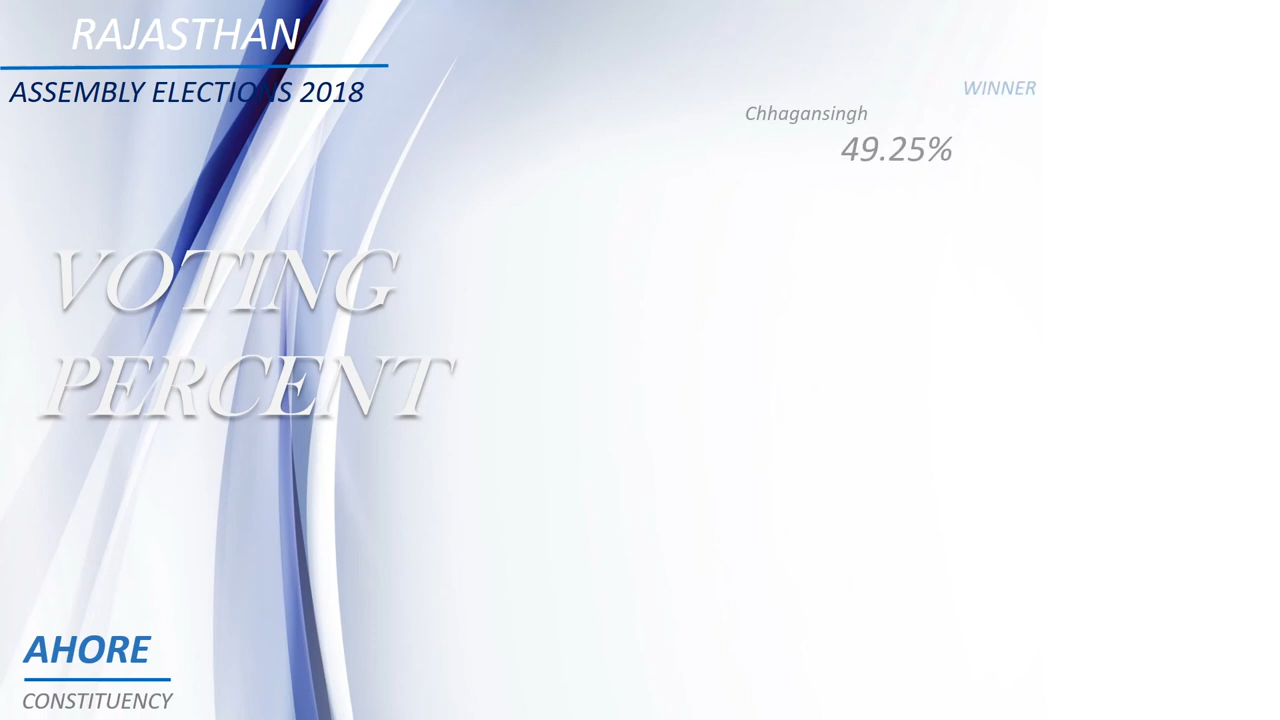 RAJASTHAN
ASSEMBLY ELECTIONS 2018
WINNER
Chhagansingh
49.25%
VOTING
PERCENT
AHORE
CONSTITUENCY